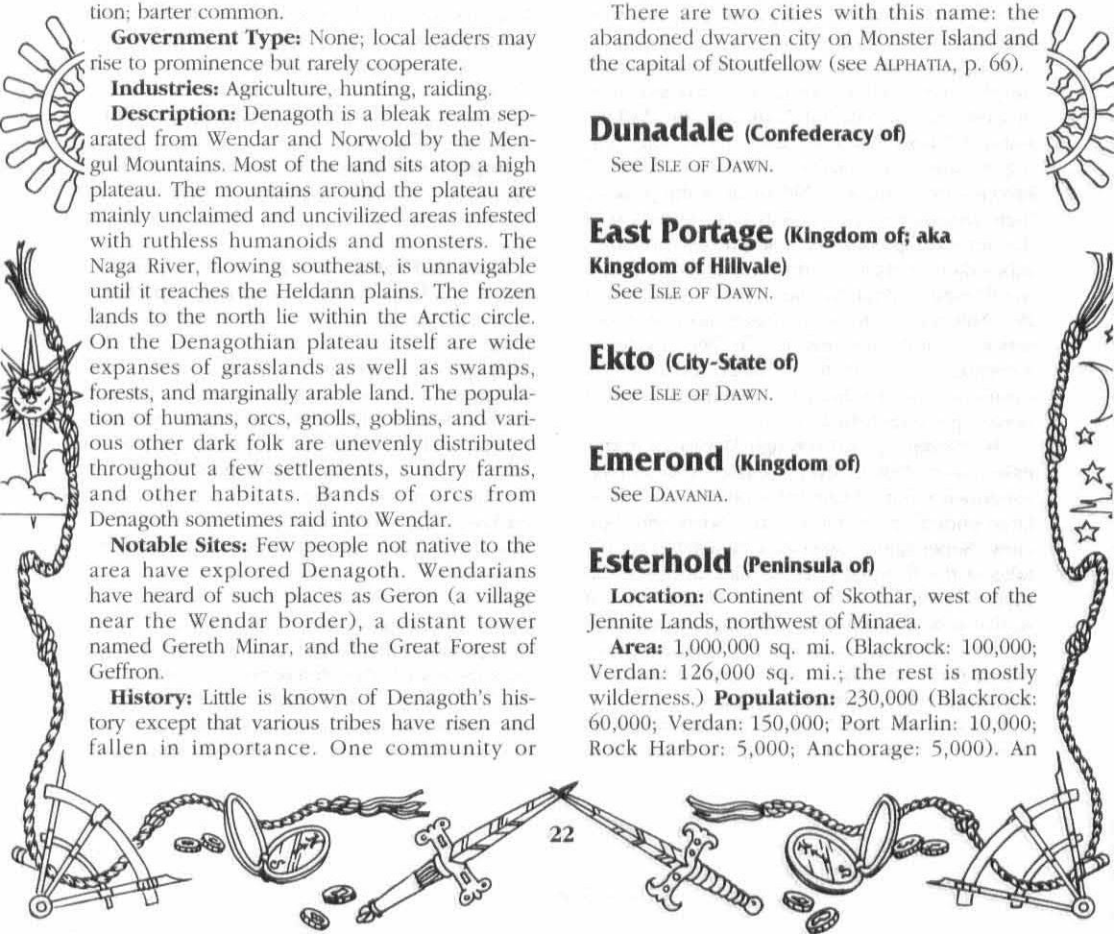 tion; barter common.
Government Type: None; local leaders may
rise to prominence but rarely cooperate.
Industries: Agriculture, hunting, raiding.
Description: Denagoth is a bleak realm sep-
arated from Wendar and Norwold by the Men-
gul Mountains. Most of the land sits atop a high
plateau. The mountains around the plateau are
mainly unclaimed and uncivilized areas infested
with ruthless humanoids and monsters. The
Naga River, flowing southeast, is unnavigable
until it reaches the Heldann plains. The frozen
lands to the north lie within the Arctic circle.
On the Denagothian plateau itself are wide
expanses of grasslands as well as swamps,
forests, and marginally arable land. The popula-
tion of humans, orcs, gnolls, goblins, and vari-
ous other dark folk are unevenly distributed
throughout a few settlements, sundry farms,
and other habitats. Bands of orcs from
Denagoth sometimes raid into Wendar.
Notable Sites: Few people not native to the
area have explored Denagoth. Wendarians
have heard of such places as Geron (a village
near the Wendar border), a distant tower
named Gereth Minar, and the Great Forest of
Geffron.
History: Little is known of Denagoth's his-
tory except that various tribes have risen and
fallen in importance. One community or
There are two cities with this name: the
abandoned dwarven city on Monster Island and
the capital of Stoutfellow (see ALPHATIA, p. 66).
Dunadale (Confederacy of)
See ISLE OF DAWN.
East Portage (Kingdom of; aka
Kingdom of Hillvale)
See ISLE OF DAWN.
Ekto (City-State of)
See ISLE OF DAWN.
Emerond (Kingdom of)
See DAVANIA.
Esterhold (Peninsula of)
Location: Continent of Skothar, west of the
Jennite Lands, northwest of Minaea.
Area: 1,000,000 sq. mi. (Blackrock: 100,000;
Verdan: 126,000 sq. mi.; the rest is mostly
wilderness.) Population: 230,000 (Blackrock:
60,000; Verdan: 150,000; Port Marlin: 10,000;
Rock Harbor: 5,000; Anchorage: 5,000). An
22